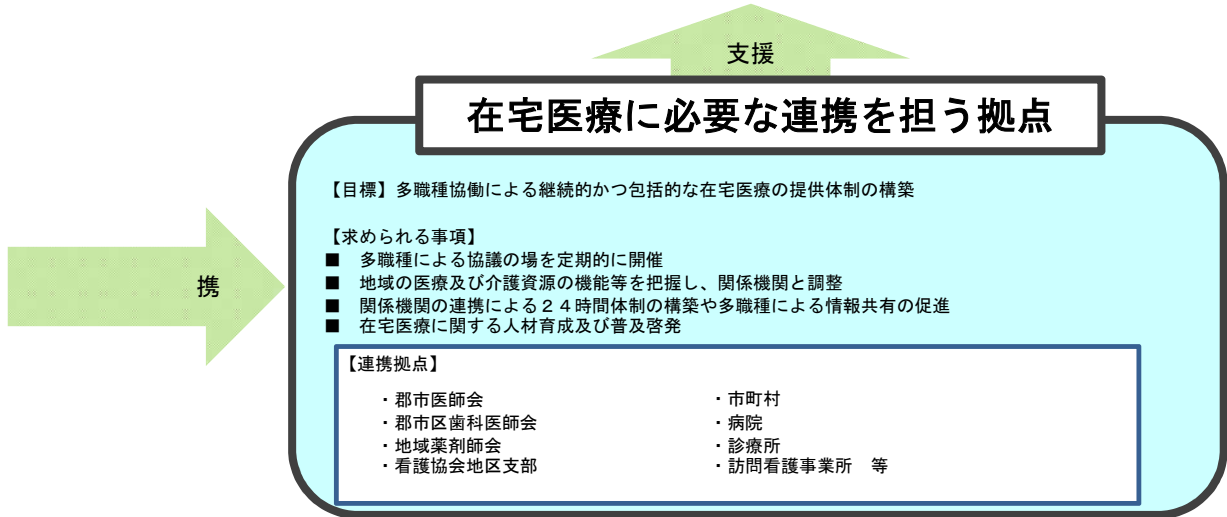 支援
在宅医療に必要な連携を担う拠点
【目標】多職種協働による継続的かつ包括的な在宅医療の提供体制の構築
【求められる事項】
■　多職種による協議の場を定期的に開催
■　地域の医療及び介護資源の機能等を把握し、関係機関と調整
携
■　関係機関の連携による２４時間体制の構築や多職種による情報共有の促進
■　在宅医療に関する人材育成及び普及啓発
【連携拠点】
・郡市医師会
・郡市区歯科医師会
・地域薬剤師会
・看護協会地区支部
・市町村
・病院
・診療所
・訪問看護事業所　等